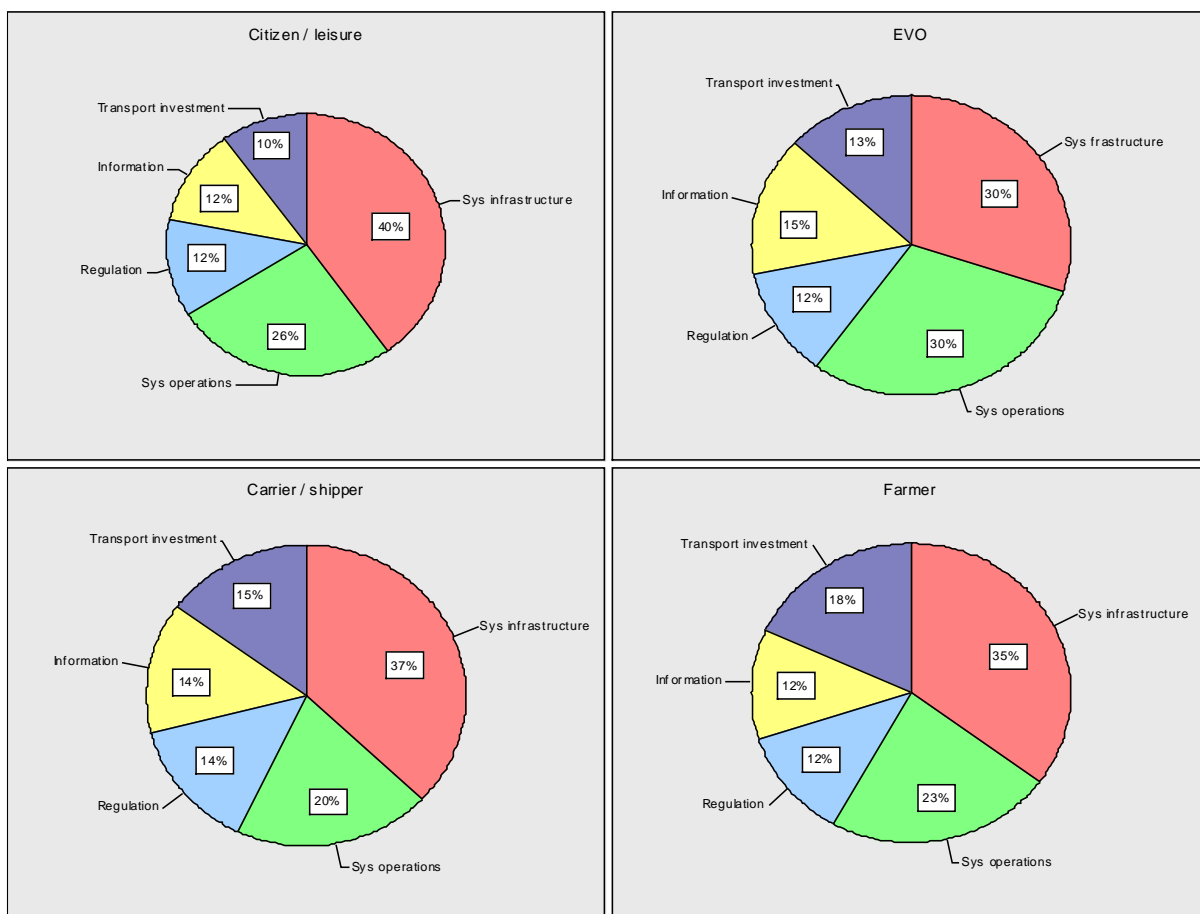 Citizen / leisure
Transport investment
10%
Information
12%
Sys infrastructure
40%
12%
Regulation
26%
Sys operations
EVO
Transport investment
13%
Sys frastructure
30%
Information
15%
12%
Regulation
30%
Sys operations
Carrier / shipper
Transport investment
15%
Sys infrastructure
37%
Information
14%
14%
Regulation
20%
Sys operations
Farmer
Transport investment
18%
Sys infrastructure
35%
Information
12%
12%
Regulation
23%
Sys operations